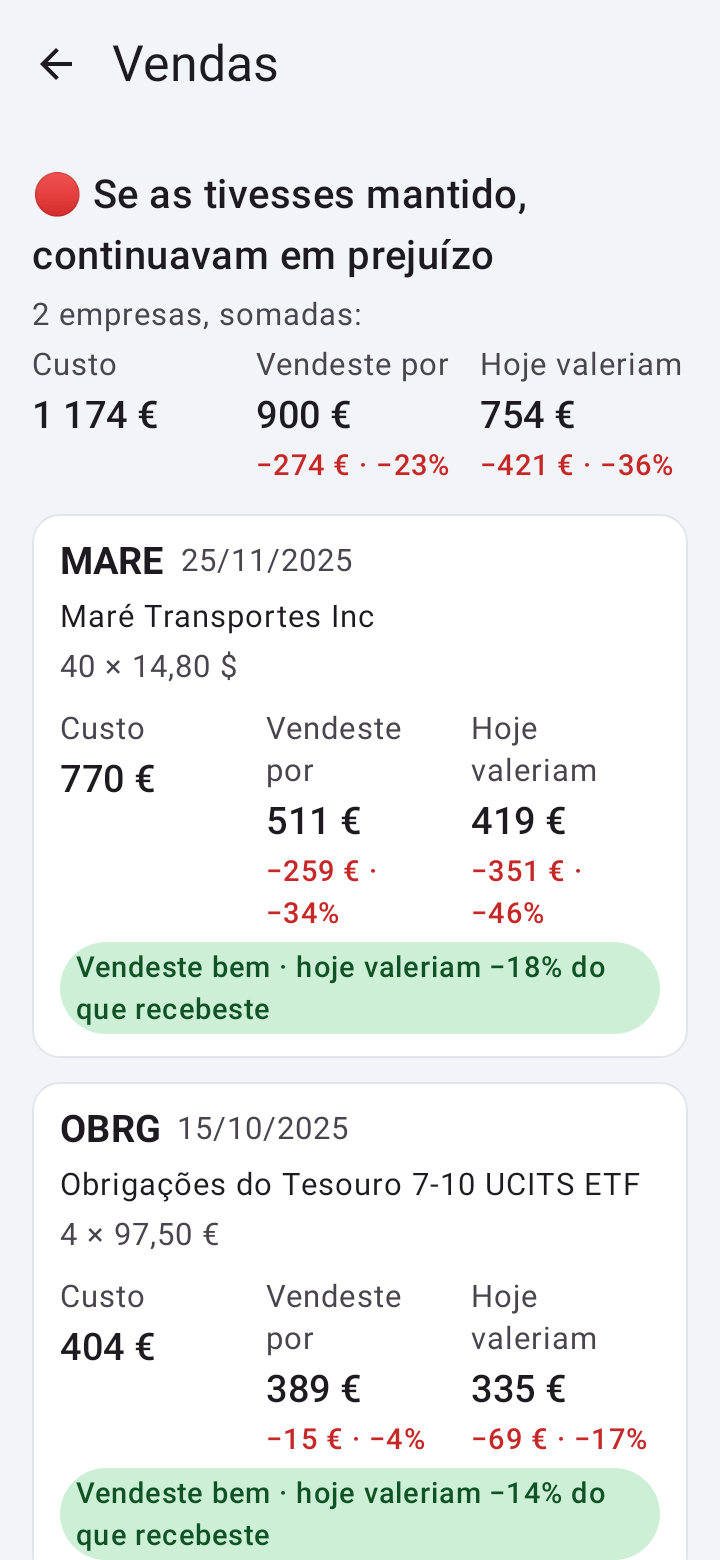 Vendas
Se as tivesses mantido,
continuavam em prejuízo
2 empresas, somadas:
Custo Vendeste por Hoje valeriam
1 174 € 900 € 754 €
−274 € · −23% −421 € · −36%
MARE 25/11/2025
Maré Transportes Inc
40 × 14,80 $
Custo Vendeste por Hoje valeriam
770 € 511 € 419 €
−259 € · −34% −351 € · −46%
Vendeste bem · hoje valeriam −18% do
que recebeste
OBRG 15/10/2025
Obrigações do Tesouro 7-10 UCITS ETF
4 × 97,50 €
Custo Vendeste por Hoje valeriam
404 € 389 € 335 €
−15 € · −4% −69 € · −17%
Vendeste bem · hoje valeriam −14% do
que recebeste